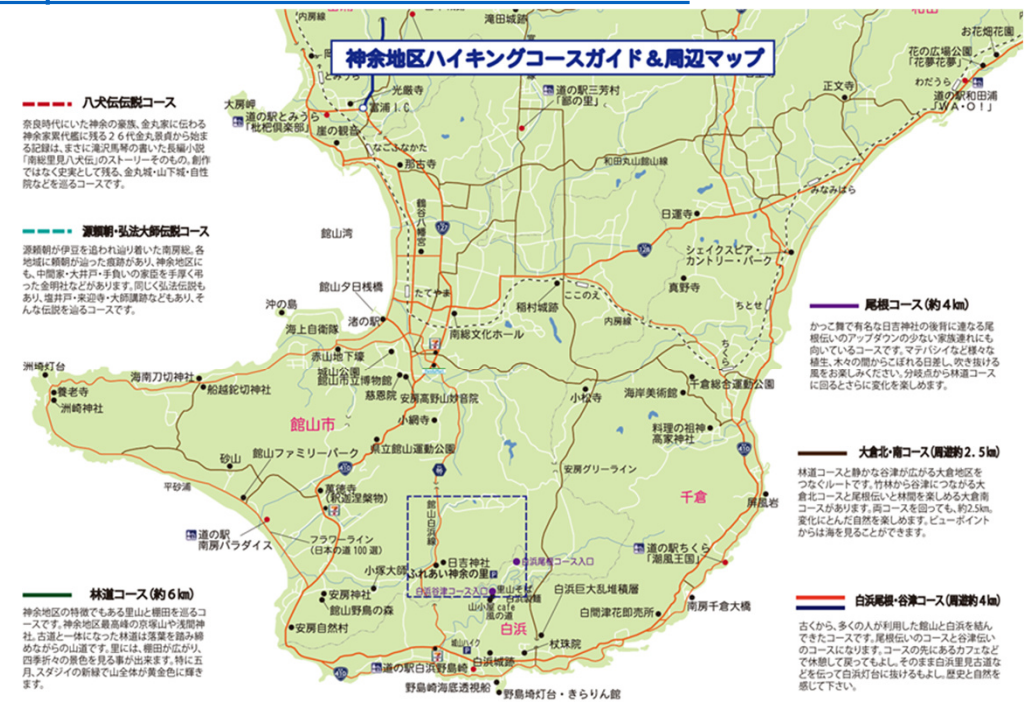 内房線
滝田城跡
お花畑花園
花の広場公園
「花夢花夢」
神余地区ハイキングコースガイド＆周辺マップ
とみうら
わだうら
光厳寺
道の駅三芳村
「鄙の里」
正文寺
道の駅和田浦
「WA・O！」
八犬伝伝説コース
大房岬
富浦IC
道の駅とみうら
「枇杷倶楽部」
崖の観音
奈良時代にいた神余の豪族、金丸家に伝わる
神余家累代艦に残る２６代金丸景貞から始ま
る記録は、まさに滝沢馬琴の書いた長編小説
「南総里見八犬伝」のストーリーそのもの。創作
ではなく史実として残る、金丸城・山下城・自性
院などを巡るコースです。
なこふなかた
那古寺
和田丸山館山線
みなみはら
鶴谷八幡宮
日運寺
127
128
源頼朝・弘法大師伝説コース
館山湾
シェイクスピア・
カントリー・パーク
源頼朝が伊豆を追われ辿り着いた南房総。各
地域に頼朝が辿った痕跡があり、神余地区に
も、中間家・大井戸・手負いの家臣を手厚く弔
った金明社などがあります。同じく弘法伝説も
あり、塩井戸・来迎寺・大師講跡などもあり、そ
んな伝説を辿るコースです。
館山夕日桟橋
たてやま
ここのえ
稲村城跡
真野寺
ちとせ
沖の島
渚の駅
海上自衛隊
内房線
南総文化ホール
ちくら
尾根コース（約４km）
かっこ舞で有名な日吉神社の後背に連なる尾
根伝いのアップダウンの少ない家族連れにも
向いているコースです。マテバシイなど様々な
植生、木々の間からこぼれる日差し、吹き抜ける
風をお楽しみください。分岐点から林道コース
に回るとさらに変化を楽しめます。
洲埼灯台
赤山地下壕
城山公園
館山市立博物館
慈恩院
安房高野山妙音院
海南刀切神社
船越鉈切神社
養老寺
洲崎神社
小松寺
千倉総合運動公園
海岸美術館
料理の祖神
高家神社
館山市
小網寺
県立館山運動公園
館山ファミリーパーク
砂山
平砂浦
410
86
安房グリーンライン
410
大倉北・南コース（周遊約２.５km）
林道コースと静かな谷津が広がる大倉地区を
つなぐルートです。竹林から谷津につながる大
倉北コースと尾根伝いと林間を楽しめる大倉南
コースがあります。両コースを回っても、約2.5km。
変化にとんだ自然を楽しめます。ビューポイント
からは海を見ることができます。
萬徳寺
（釈迦涅槃物）
館山白浜線
千倉
屏風岩
道の駅
南房パラダイス
フラワーライン
（日本の道100選）
小塚大師
日吉神社
ふれあい神余の里
白浜尾根コース入口
道の駅ちくら
「潮風王国」
白浜谷津コース入口
里山そば
山小屋cafe
風の道
白浜巨大乱堆積層
林道コース（約６km）
安房神社
館山野鳥の森
安房自然村
白浜
白間津花卉売所
南房千倉大橋
白浜尾根・谷津コース（周遊約４km）
神余地区の特徴でもある里山と棚田を巡るコ
ースです。神余地区最高峰の京塚山や浅間神
社。古道と一体になった林道は落葉を踏み締
めながらの山道です。里には、棚田が広がり、
四季折々の景色を見る事が出来ます。特に五
月、スダジイの新緑で山全体が黄金色に輝き
ます。
古くから、多くの人が利用した館山と白浜を結ん
できたコースです。尾根伝いのコースと谷津伝い
のコースになります。コースの先にあるカフェなど
で休憩して戻ってもよし。そのまま白浜里見古道な
どを伝って白浜灯台に抜けるもよし。歴史と自然を
感じて下さい。
杖珠院
城山ハイク
白浜城跡
410
道の駅白浜野島崎
野島崎海底透視船
野島埼灯台・きらりん館